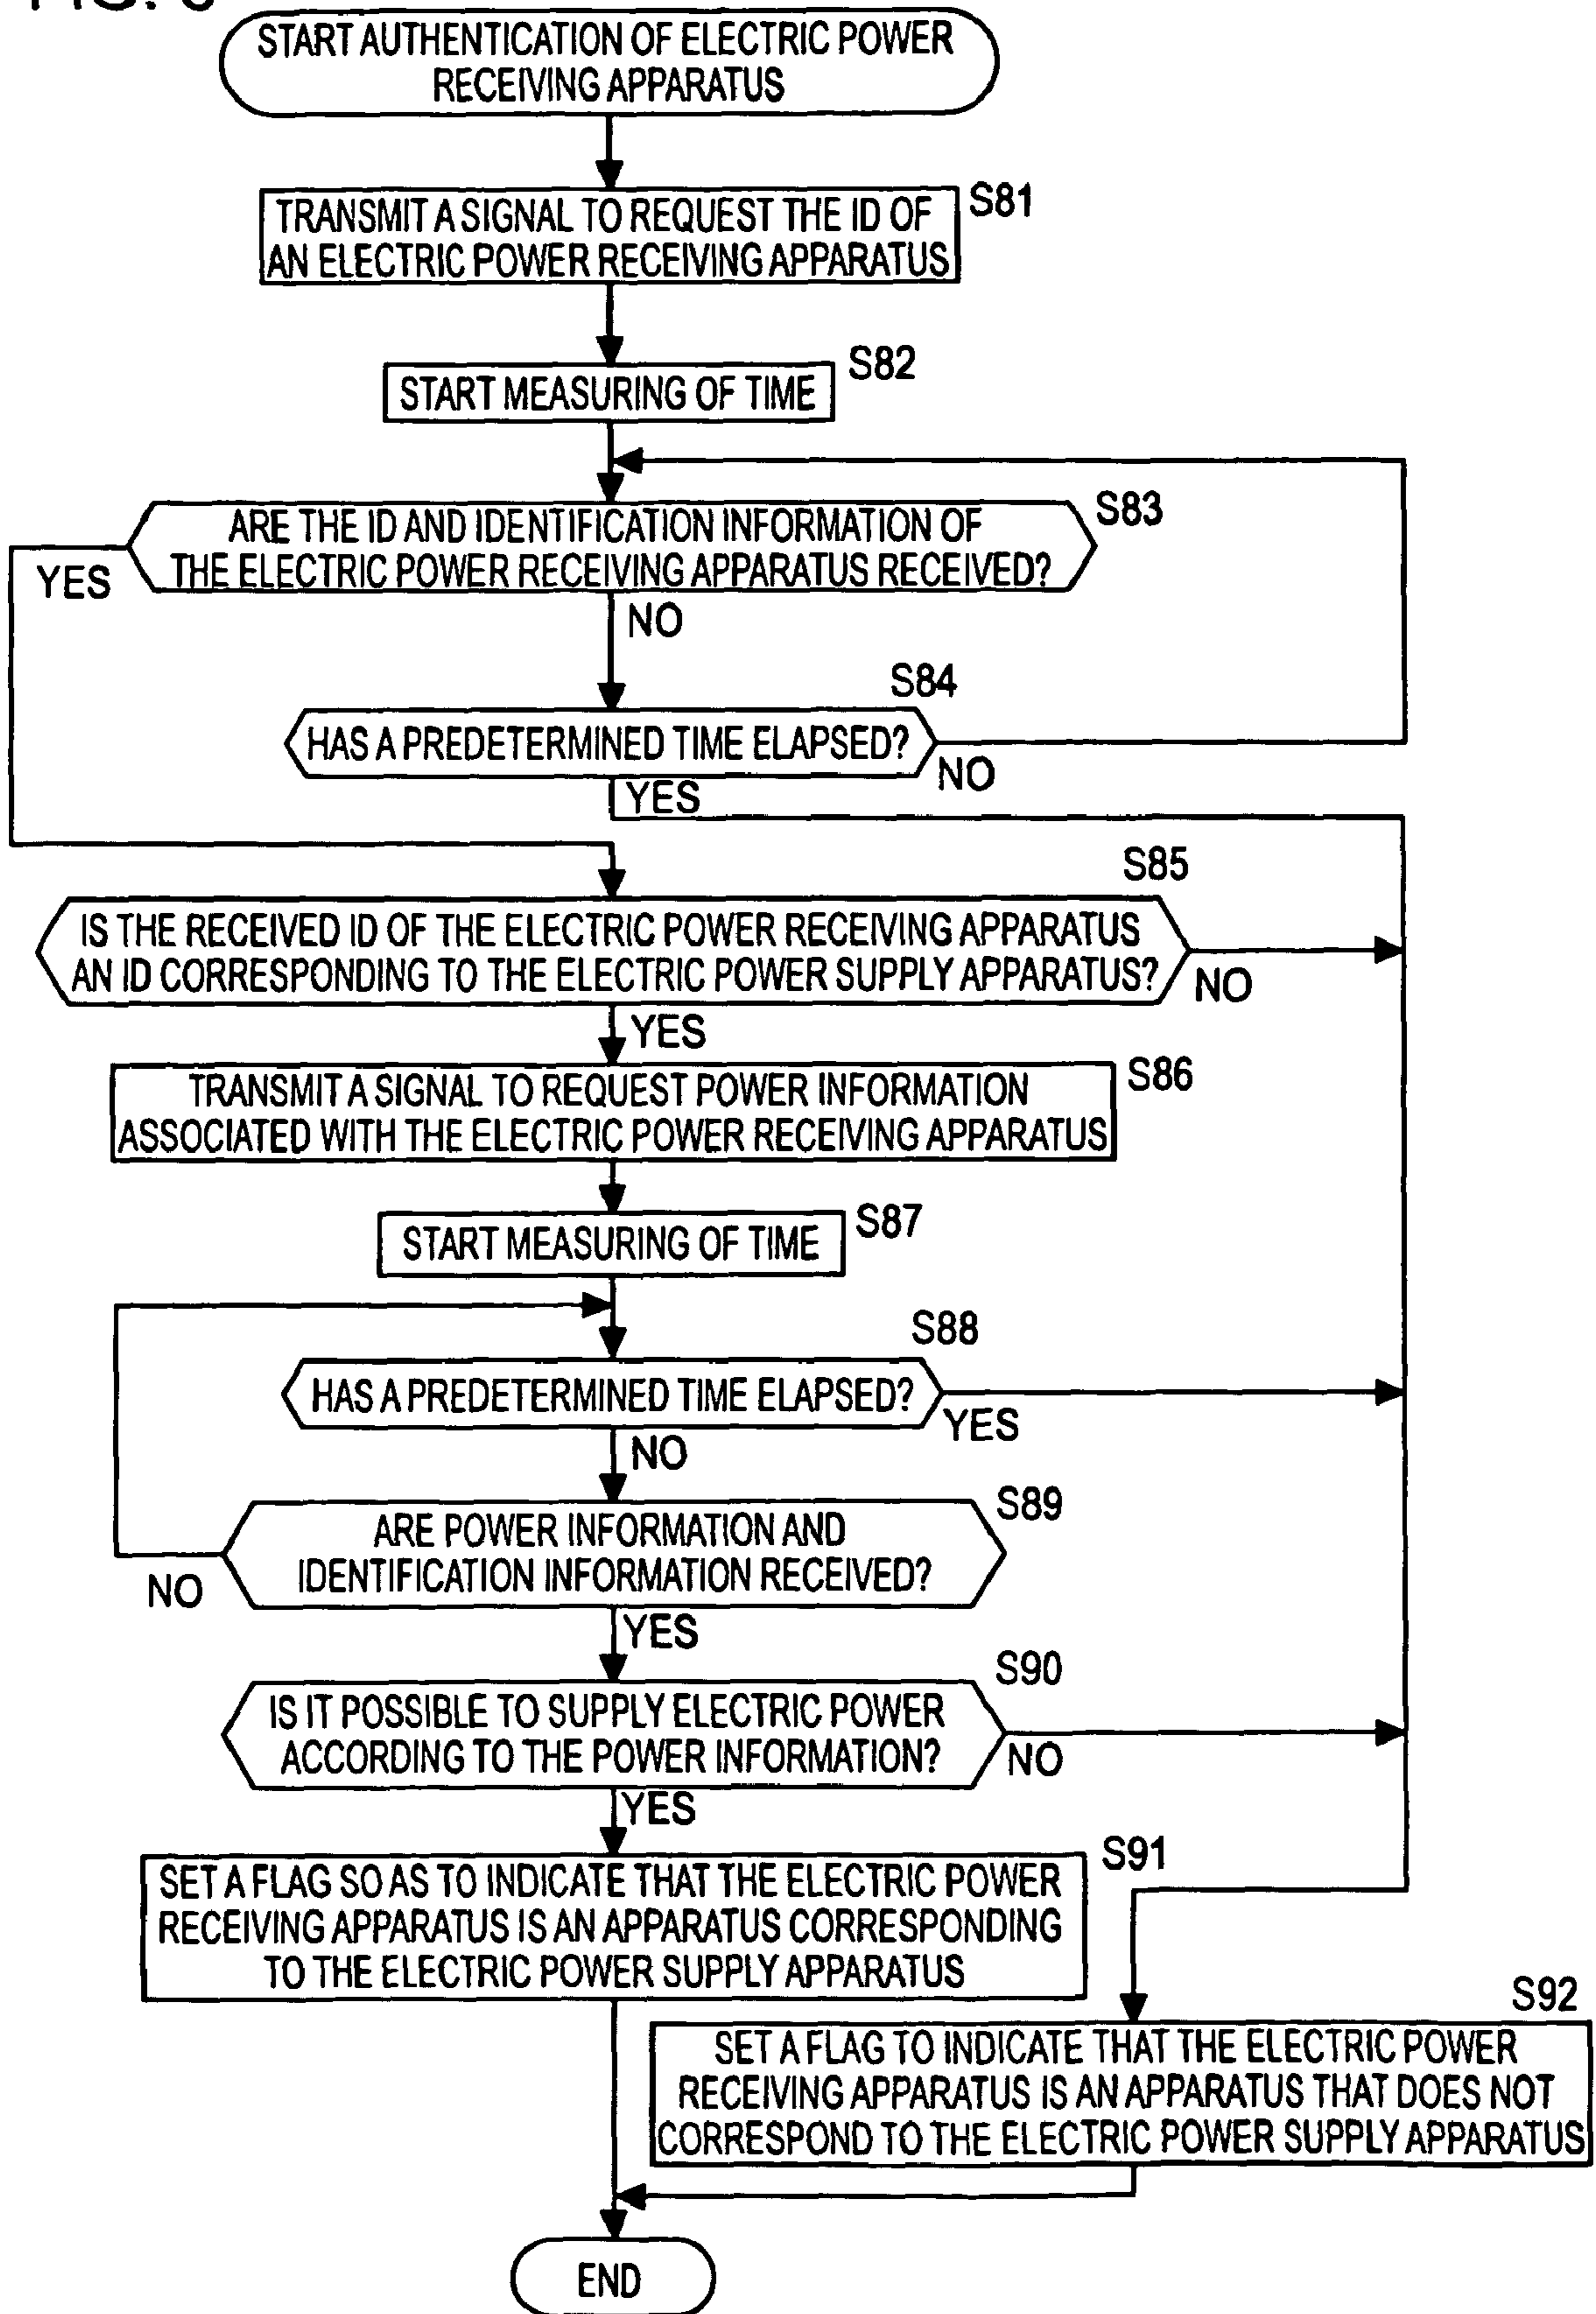 START AUTHENTICATION OF ELECTRIC POWER
RECEIVING APPARATUS
S81
TRANSMIT A SIGNAL TO REQUEST THE ID OF
AN ELECTRIC POWER RECEIVING APPARATUS
S82
START MEASURING OF TIME
S83
ARE THE ID AND IDENTIFICATION INFORMATION OF
THE ELECTRIC POWER RECEIVING APPARATUS RECEIVED?
YES
NO
S84
HAS A PREDETERMINED TIME ELAPSED?
NO
YES
S85
IS THE RECEIVED ID OF THE ELECTRIC POWER RECEIVING APPARATUS
AN ID CORRESPONDING TO THE ELECTRIC POWER SUPPLY APPARATUS?
NO
YES
S86
TRANSMIT A SIGNAL TO REQUEST POWER INFORMATION
ASSOCIATED WITH THE ELECTRIC POWER RECEIVING APPARATUS
S87
START MEASURING OF TIME
S88
HAS A PREDETERMINED TIME ELAPSED?
YES
NO
S89
ARE POWER INFORMATION AND
IDENTIFICATION INFORMATION RECEIVED?
NO
YES
S90
IS IT POSSIBLE TO SUPPLY ELECTRIC POWER
ACCORDING TO THE POWER INFORMATION?
NO
YES
S91
SET A FLAG SO AS TO INDICATE THAT THE ELECTRIC POWER
RECEIVING APPARATUS IS AN APPARATUS CORRESPONDING
TO THE ELECTRIC POWER SUPPLY APPARATUS
S92
SET A FLAG TO INDICATE THAT THE ELECTRIC POWER
RECEIVING APPARATUS IS AN APPARATUS THAT DOES NOT
CORRESPOND TO THE ELECTRIC POWER SUPPLY APPARATUS
END